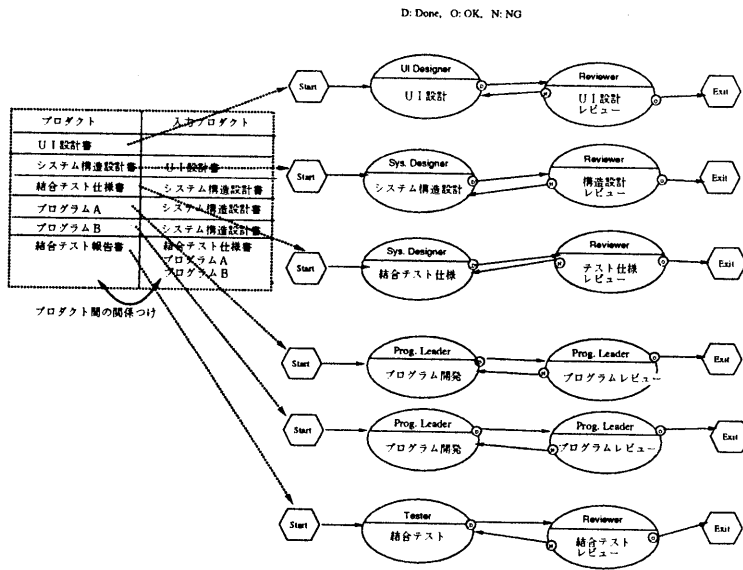 D: Done, O: OK, N: NG
プロダクト 入力プロダクト
UI設計書
システム構造設計書 UI設計書
結合テスト仕様書 システム構造設計書
プログラムA システム構造設計書
プログラムB システム構造設計書
結合テスト報告書 結合テスト仕様書
プログラムA
プログラムB
プロダクト間の関係つけ
Start
UI Designer
UI設計
D
Reviewer
UI設計
レビュー
N
O
Exit
Start
Sys. Designer
システム構造設計
D
Reviewer
構造設計
レビュー
N
O
Exit
Start
Sys. Designer
結合テスト仕様
D
Reviewer
テスト仕様
レビュー
N
O
Exit
Start
Prog. Leader
プログラム開発
D
Prog. Leader
プログラムレビュー
N
O
Exit
Start
Prog. Leader
プログラム開発
D
Prog. Leader
プログラムレビュー
N
O
Exit
Start
Tester
結合テスト
D
Reviewer
結合テスト
レビュー
N
O
Exit